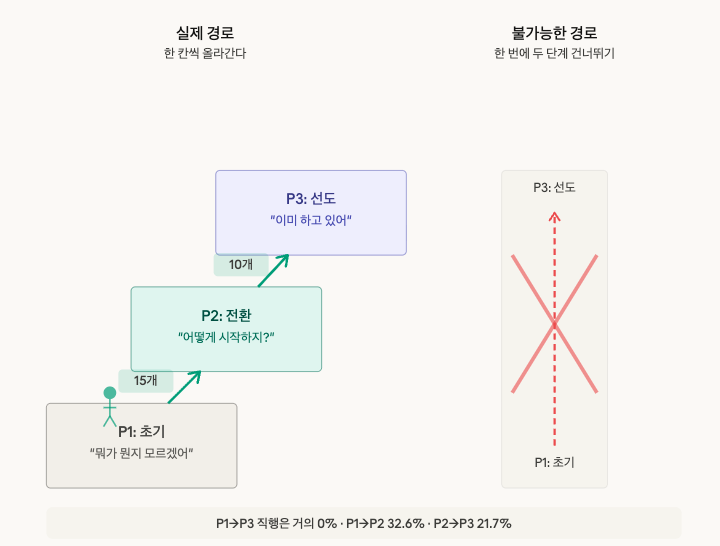 실제 경로
한 칸씩 올라간다
불가능한 경로
한 번에 두 단계 건너뛰기
P3: 선도
"이미 하고 있어"
10개
P2: 전환
"어떻게 시작하지?"
15개
P1: 초기
"뭐가 뭔지 모르겠어"
P3: 선도
P1: 초기
P1→P3 직행은 거의 0% · P1→P2 32.6% · P2→P3 21.7%